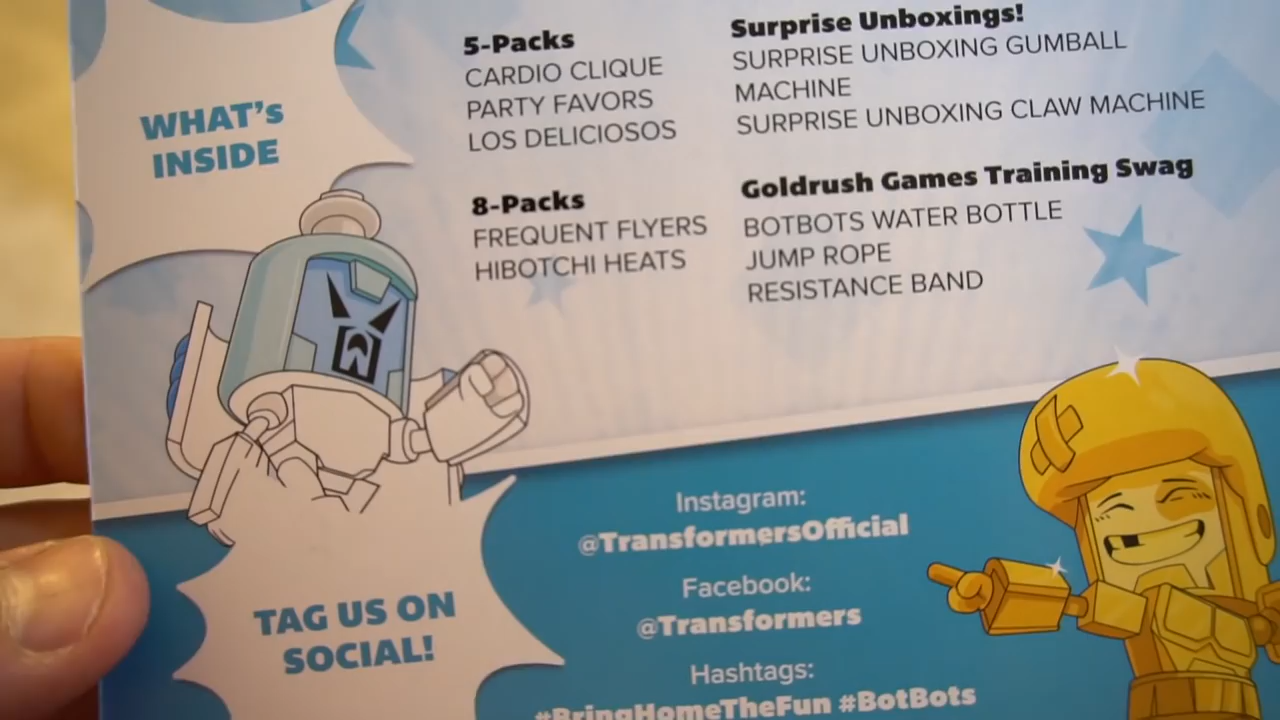 WHAT'S
INSIDE
5-Packs
CARDIO CLIQUE
PARTY FAVORS
LOS DELICIOSOS
8-Packs
FREQUENT FLYERS
HIBOTCHI HEATS
Surprise Unboxings!
SURPRISE UNBOXING GUMBALL
MACHINE
SURPRISE UNBOXING CLAW MACHINE
Goldrush Games Training Swag
BOTBOTS WATER BOTTLE
JUMP ROPE
RESISTANCE BAND
TAG US ON
SOCIAL!
Instagram:
@TransformersOfficial
Facebook:
@Transformers
Hashtags:
#BringHomeTheFun #BotBots